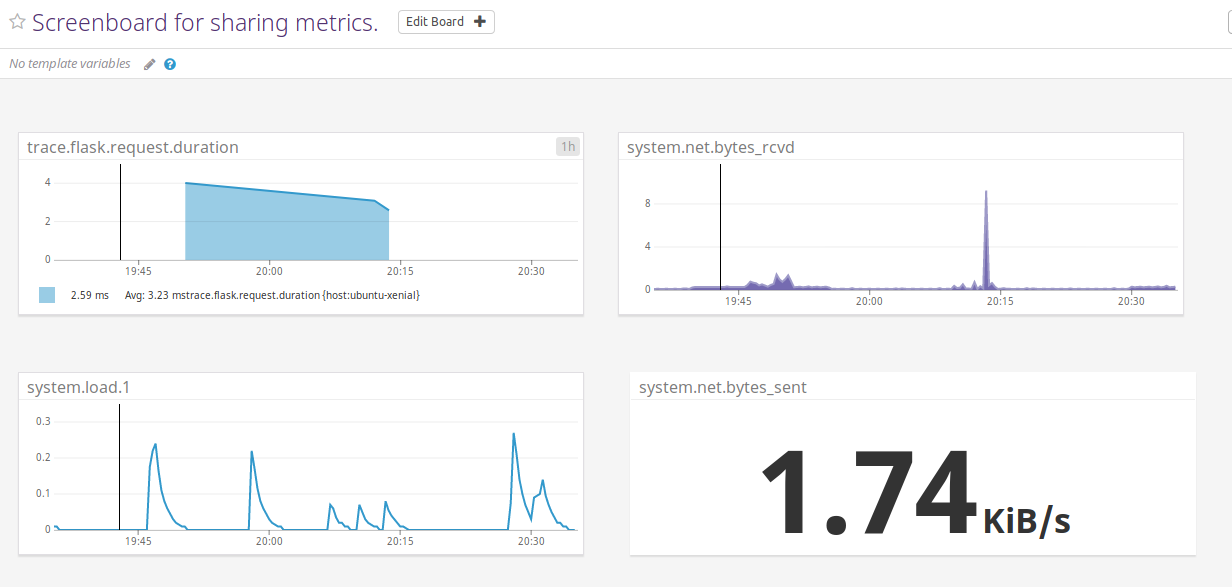 Screenboard for sharing metrics.
Edit Board
No template variables
trace.flask.request.duration
1h
4
2
0
19:45 20:00 20:15 20:30
2.59 ms Avg: 3.23 mstrace.flask.request.duration {host:ubuntu-xenial}
system.net.bytes_rcvd
8
4
0
19:45 20:00 20:15 20:30
system.load.1
0.3
0.2
0.1
0
19:45 20:00 20:15 20:30
system.net.bytes_sent
1.74 KiB/s